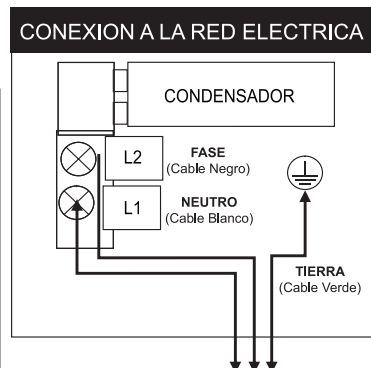 CONEXION A LA RED ELECTRICA
CONDENSADOR
L2
FASE
(Cable Negro)
L1
NEUTRO
(Cable Blanco)
TIERRA
(Cable Verde)